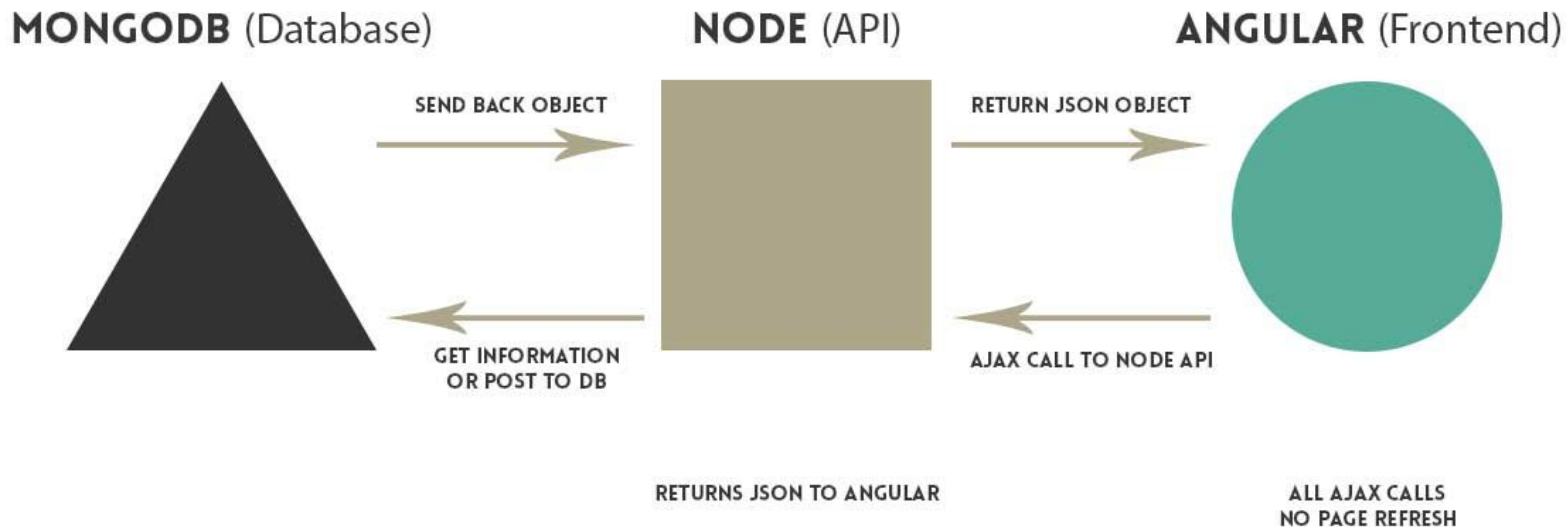 MONGODB (Database)
NODE (API)
ANGULAR (Frontend)
SEND BACK OBJECT
RETURN JSON OBJECT
GET INFORMATION
OR POST TO DB
AJAX CALL TO NODE API
RETURNS JSON TO ANGULAR
ALL AJAX CALLS
NO PAGE REFRESH